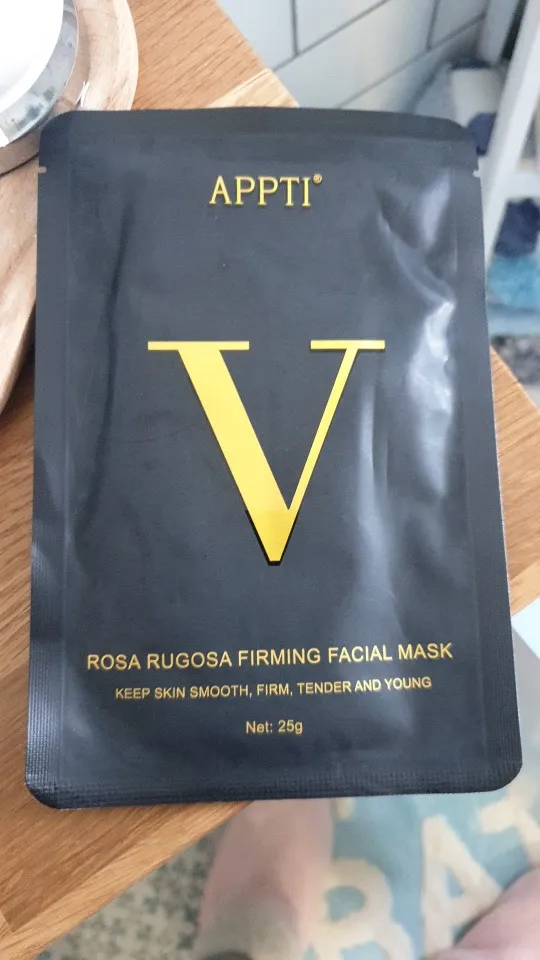 APPTI®
V
ROSA RUGOSA FIRMING FACIAL MASK
KEEP SKIN SMOOTH, FIRM, TENDER AND YOUNG
Net: 25g